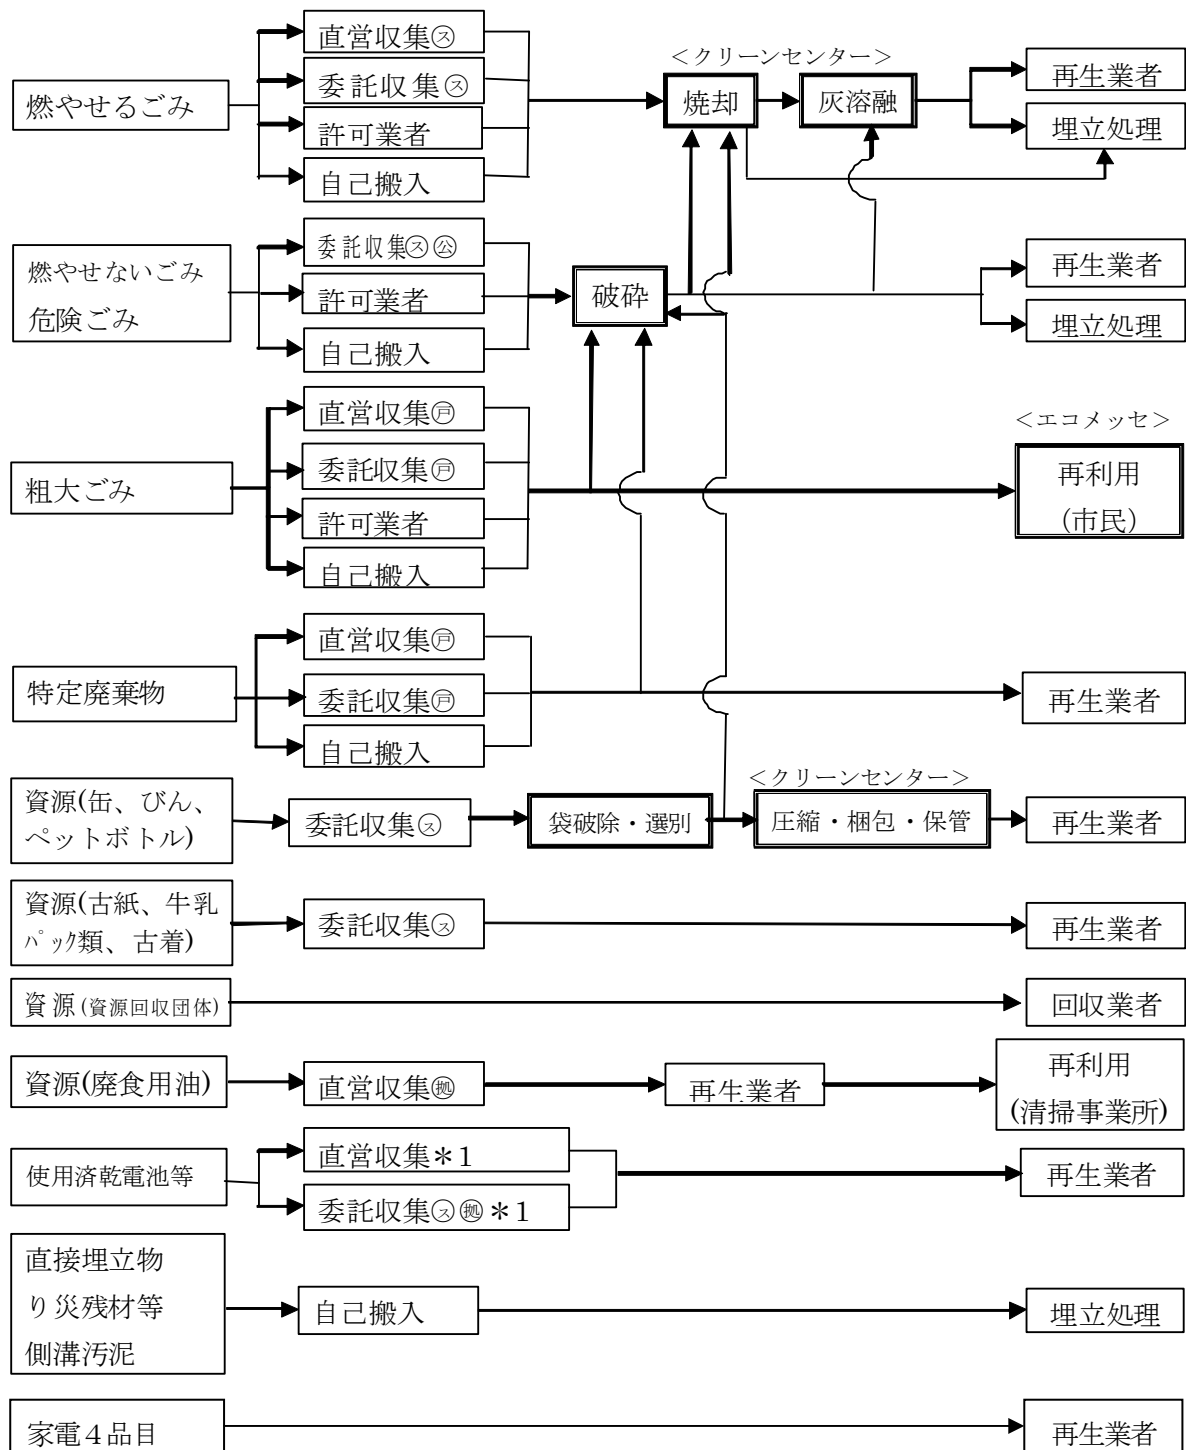 燃やせるごみ
直営収集㋜
委託収集㋜
許可業者
自己搬入
＜クリーンセンター＞
焼却
灰溶融
再生業者
埋立処理
燃やせないごみ
危険ごみ
委託収集㋜㊡
許可業者
自己搬入
破砕
再生業者
埋立処理
粗大ごみ
直営収集㋣
委託収集㋣
許可業者
自己搬入
＜エコメッセ＞
再利用
（市民）
特定廃棄物
直営収集
委託収集
自己搬入
再生業者
資源(缶、びん、
ペットボトル)
委託収集㋜
袋破除・選別
＜クリーンセンター＞
圧縮・梱包・保管
再生業者
資源(古紙、牛乳
パック類、古着)
委託収集㋜
再生業者
資源(資源回収団体)
回収業者
資源(廃食用油)
直営収集
再生業者
再利用
(清掃事業所)
使用済乾電池等
直営収集＊1
委託収集㋜＊1
再生業者
直接埋立物
り災残材等
側溝汚泥
自己搬入
埋立処理
家電４品目
再生業者